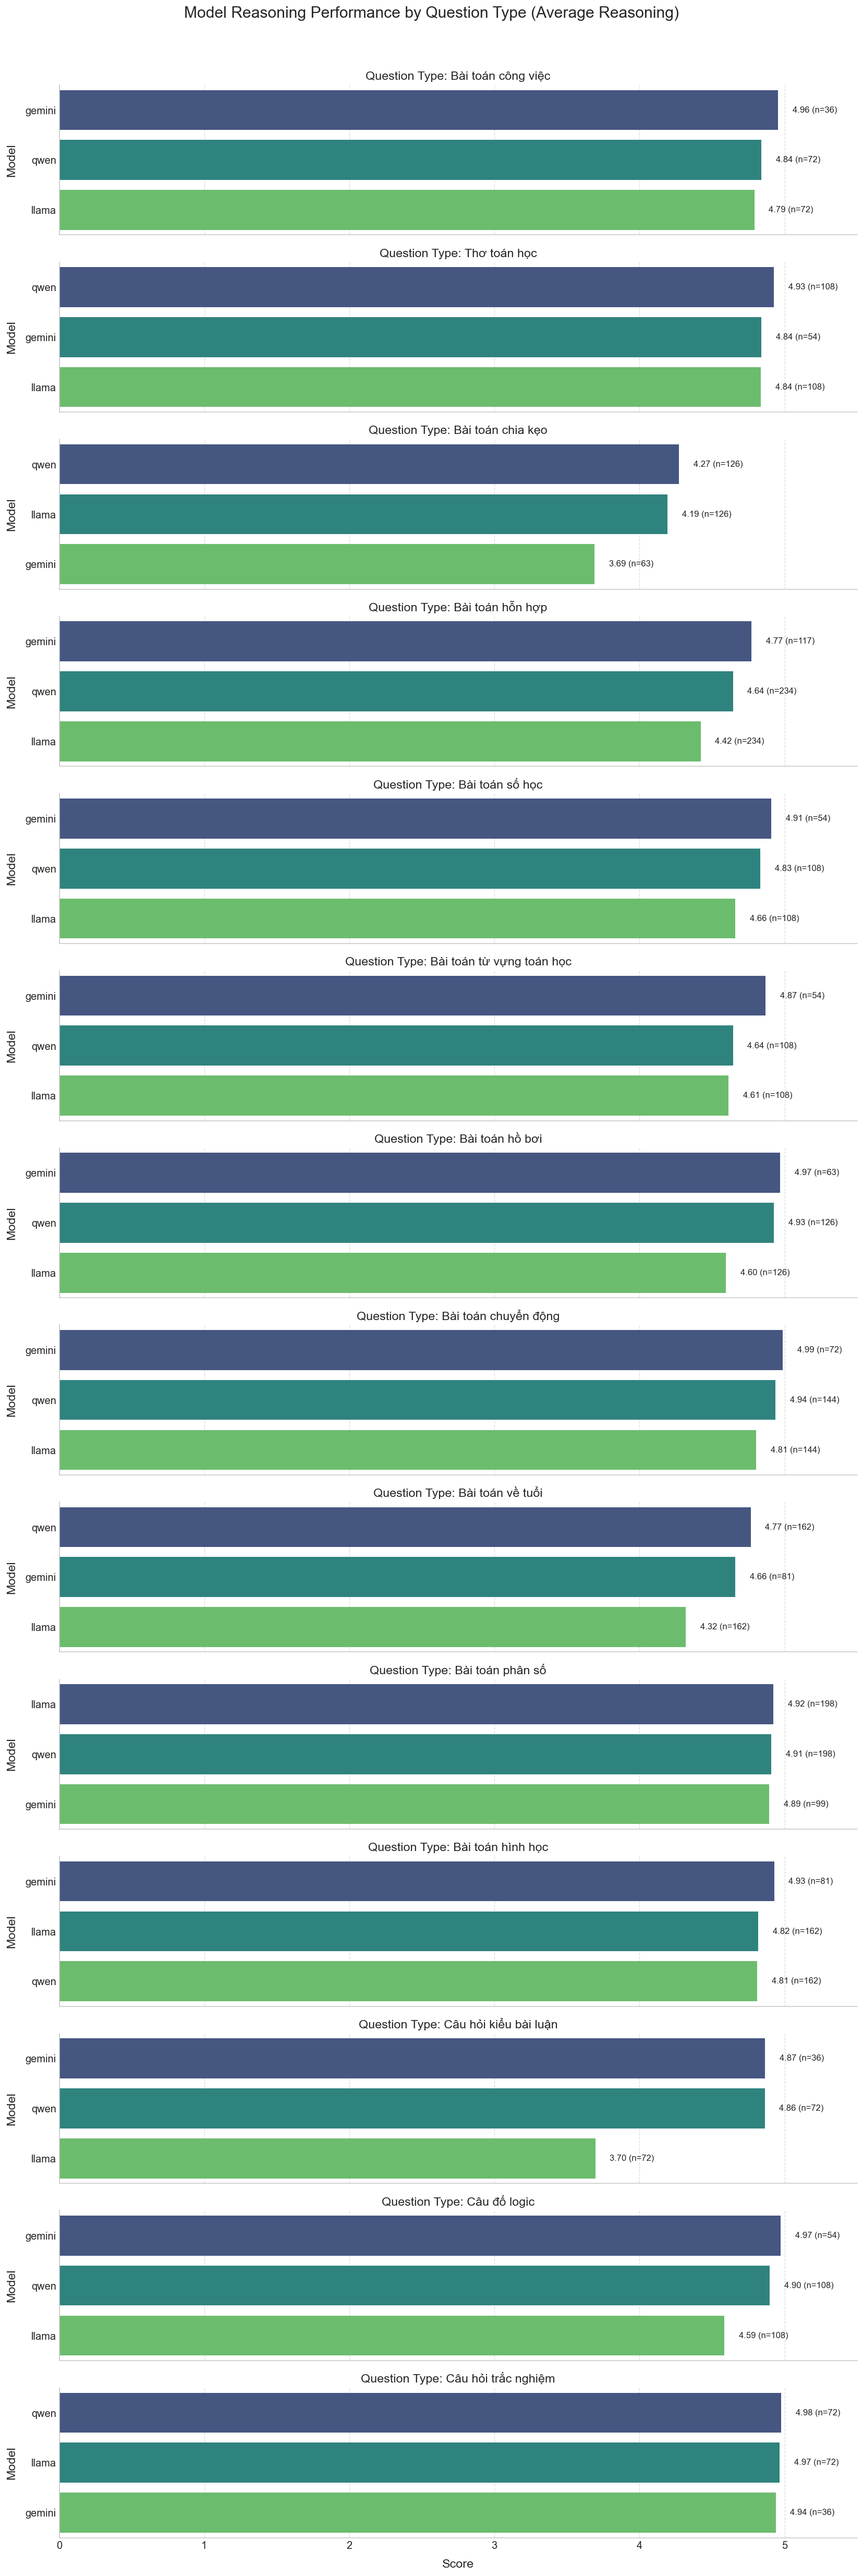 Model Reasoning Performance by Question Type (Average Reasoning)
Question Type: Bài toán công việc
Model
gemini
4.96 (n=36)
qwen
4.84 (n=72)
llama
4.79 (n=72)
Question Type: Thơ toán học
Model
qwen
4.93 (n=108)
gemini
4.84 (n=54)
llama
4.84 (n=108)
Question Type: Bài toán chia kẹo
Model
qwen
4.27 (n=126)
llama
4.19 (n=126)
gemini
3.69 (n=63)
Question Type: Bài toán hỗn hợp
Model
gemini
4.77 (n=117)
qwen
4.64 (n=234)
llama
4.42 (n=234)
Question Type: Bài toán số học
Model
gemini
4.91 (n=54)
qwen
4.83 (n=108)
llama
4.66 (n=108)
Question Type: Bài toán từ vựng toán học
Model
gemini
4.87 (n=54)
qwen
4.64 (n=108)
llama
4.61 (n=108)
Question Type: Bài toán hồ bơi
Model
gemini
4.97 (n=63)
qwen
4.93 (n=126)
llama
4.60 (n=126)
Question Type: Bài toán chuyển động
Model
gemini
4.99 (n=72)
qwen
4.94 (n=144)
llama
4.81 (n=144)
Question Type: Bài toán về tuổi
Model
qwen
4.77 (n=162)
gemini
4.66 (n=81)
llama
4.32 (n=162)
Question Type: Bài toán phân số
Model
llama
4.92 (n=198)
qwen
4.91 (n=198)
gemini
4.89 (n=99)
Question Type: Bài toán hình học
Model
gemini
4.93 (n=81)
llama
4.82 (n=162)
qwen
4.81 (n=162)
Question Type: Câu hỏi kiểu bài luận
Model
gemini
4.87 (n=36)
qwen
4.86 (n=72)
llama
3.70 (n=72)
Question Type: Câu đố logic
Model
gemini
4.97 (n=54)
qwen
4.90 (n=108)
llama
4.59 (n=108)
Question Type: Câu hỏi trắc nghiệm
Model
qwen
4.98 (n=72)
llama
4.97 (n=72)
gemini
4.94 (n=36)
0 1 2 3 4 5
Score